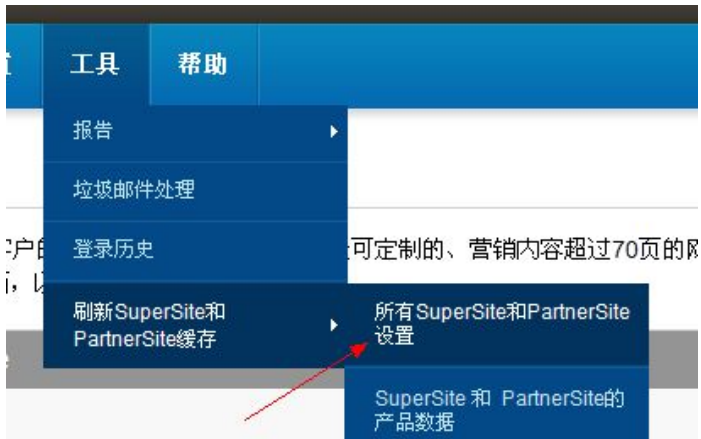 工具 帮助
报告
垃圾邮件处理
登录历史
户的 可定制的、营销内容超过70页的网
刷新SuperSite和
PartnerSite缓存
所有SuperSite和PartnerSite
设置
SuperSite 和 PartnerSite的
产品数据